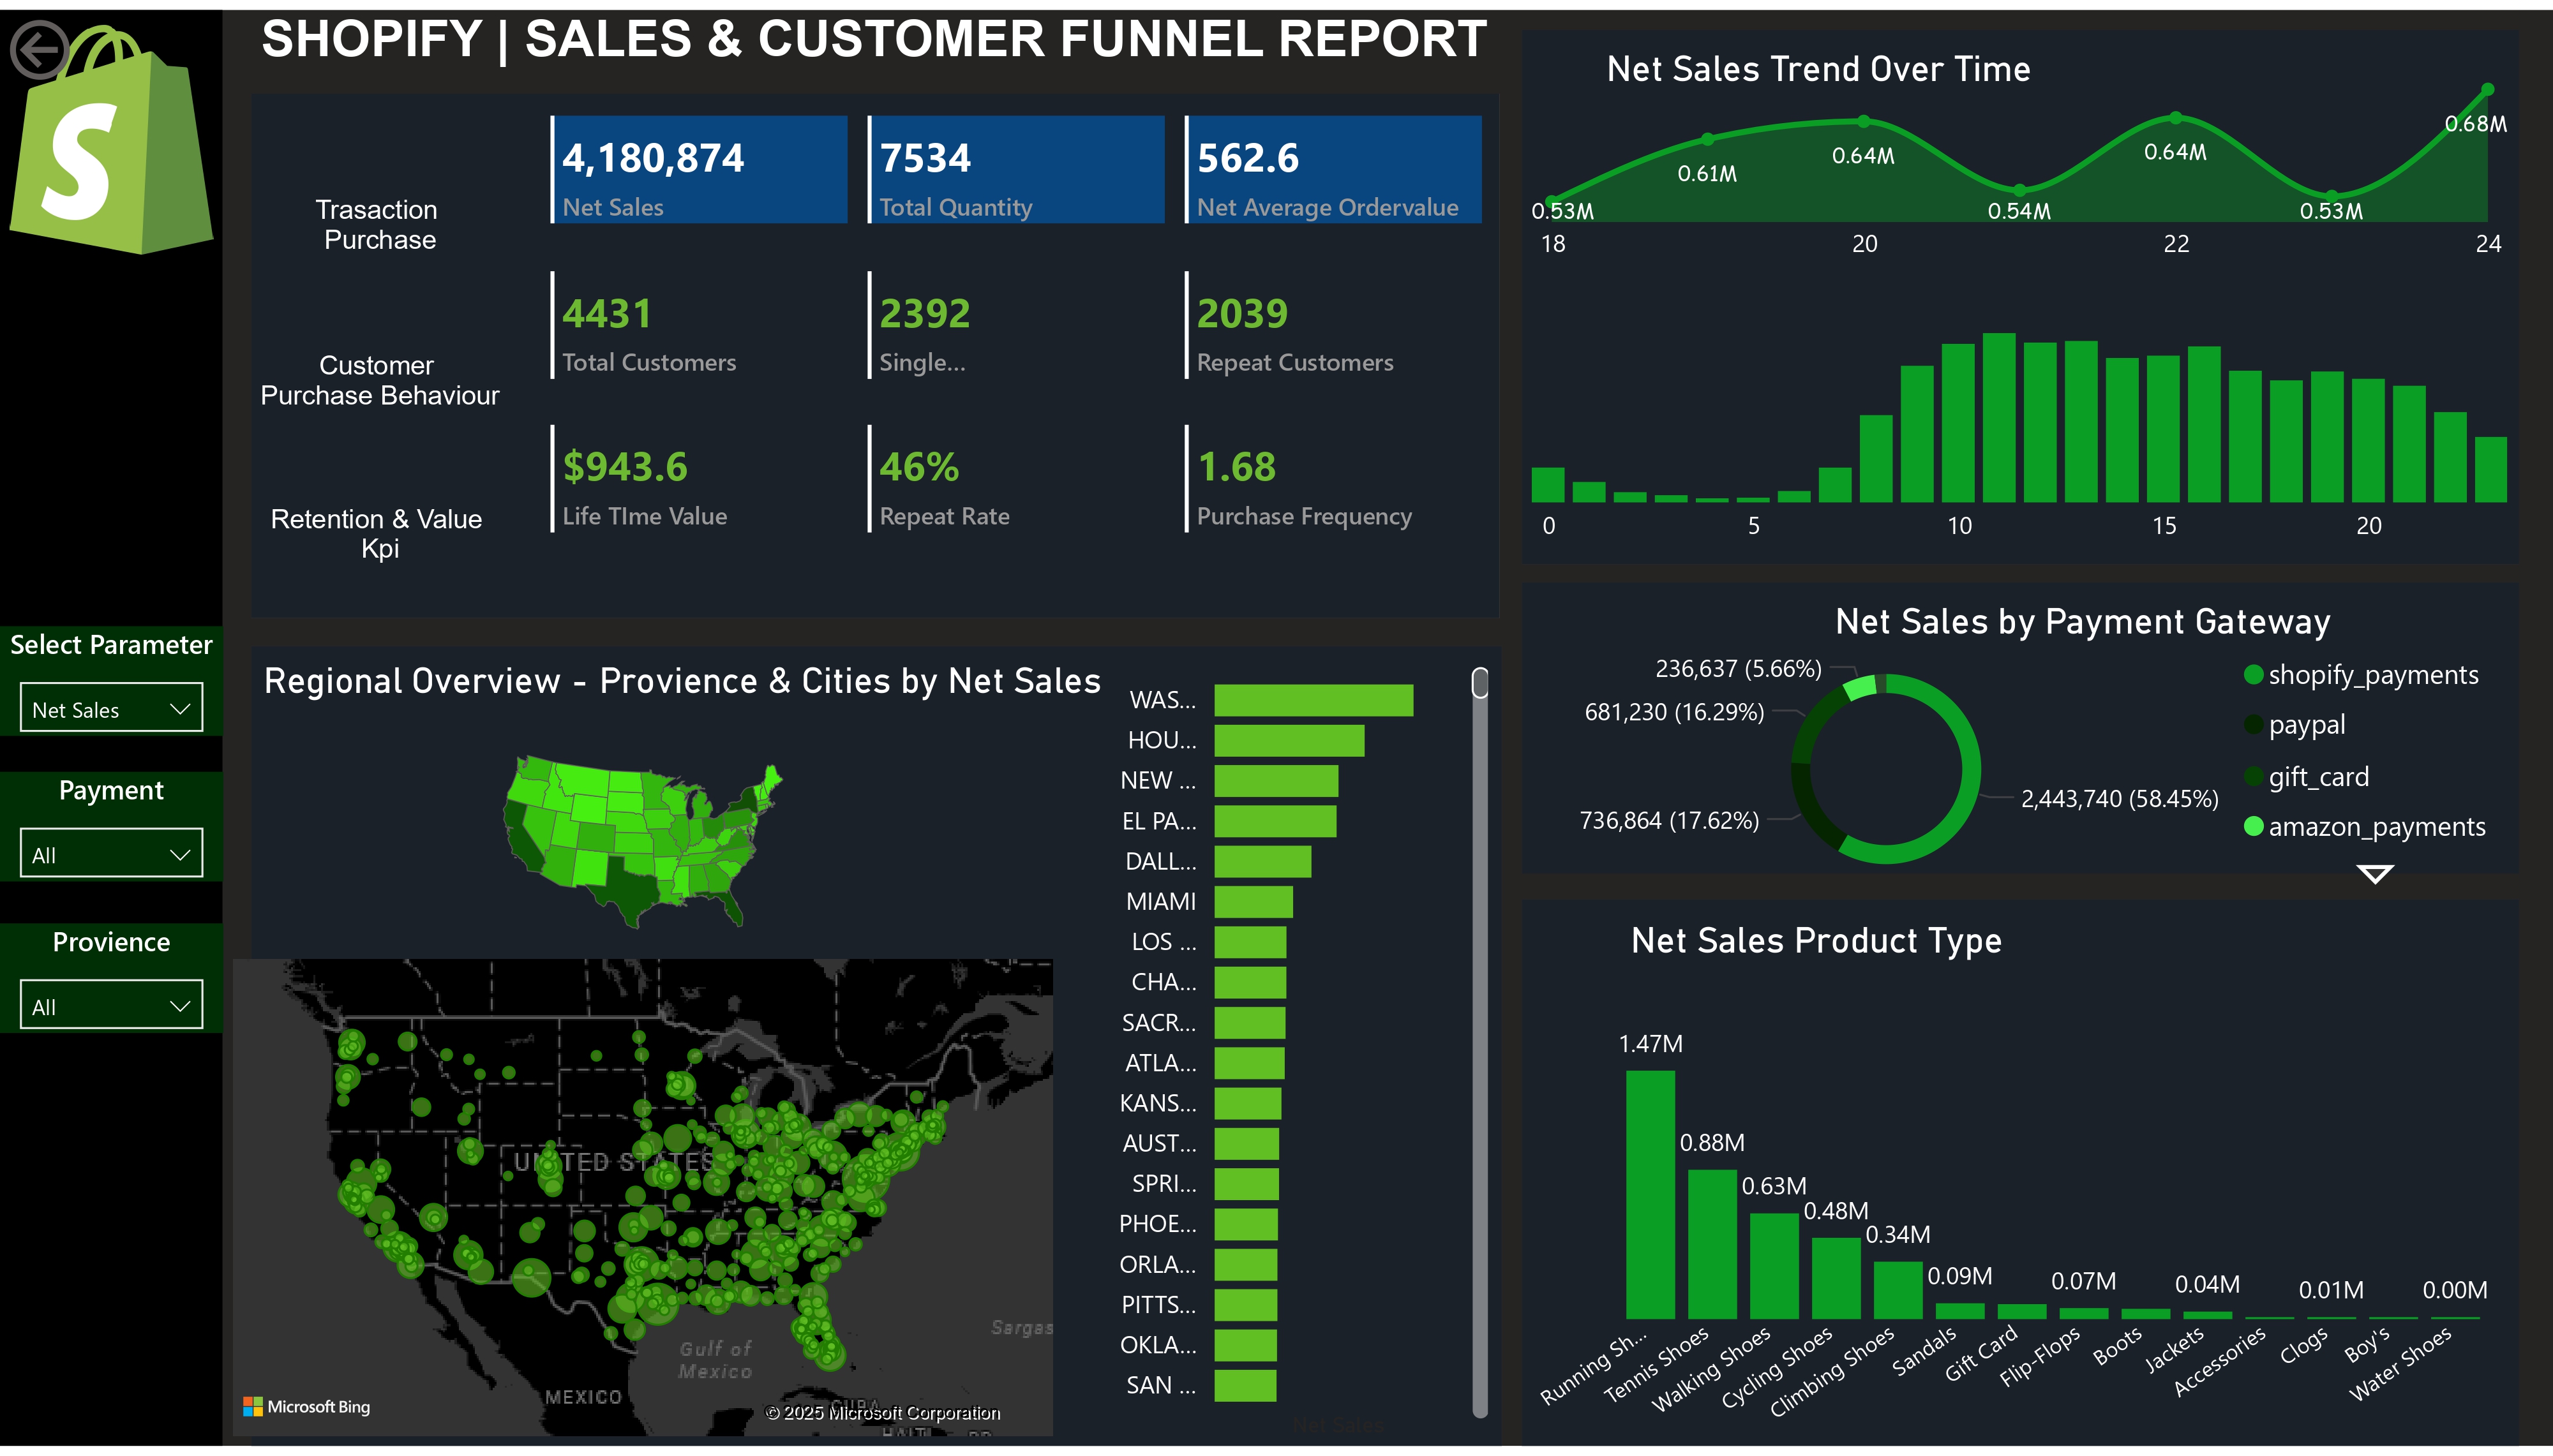 SHOPIFY | SALES & CUSTOMER FUNNEL REPORT
S
Trasaction
Purchase
4,180,874
Net Sales
7534
Total Quantity
562.6
Net Average Ordervalue
Customer
Purchase Behaviour
4431
Total Customers
2392
Single...
2039
Repeat Customers
Retention & Value
Kpi
$943.6
Life TIme Value
46%
Repeat Rate
1.68
Purchase Frequency
Select Parameter
Net Sales
Payment
All
Provience
All
Regional Overview - Provience & Cities by Net Sales
UNITED STATES
MEXICO
Gulf of
Mexico
Sargas
CUBA
HAITI
Microsoft Bing
© 2025 Microsoft Corporation
WAS...
HOU...
NEW ...
EL PA...
DALL...
MIAMI
LOS ...
CHA...
SACR...
ATLA...
KANS...
AUST...
SPRI...
PHOE...
ORLA...
PITTS...
OKLA...
SAN ...
Net Sales
Net Sales Trend Over Time
0.53M
0.61M
0.64M
0.54M
0.64M
0.53M
0.68M
18 20 22 24
0 5 10 15 20
Net Sales by Payment Gateway
236,637 (5.66%)
681,230 (16.29%)
736,864 (17.62%)
2,443,740 (58.45%)
shopify_payments
paypal
gift_card
amazon_payments
Net Sales Product Type
1.47M
0.88M
0.63M
0.48M
0.34M
0.09M
0.07M
0.04M
0.01M
0.00M
Running Sh...
Tennis Shoes
Walking Shoes
Cycling Shoes
Climbing Shoes
Sandals
Gift Card
Flip-Flops
Boots
Jackets
Accessories
Clogs
Boy's
Water Shoes